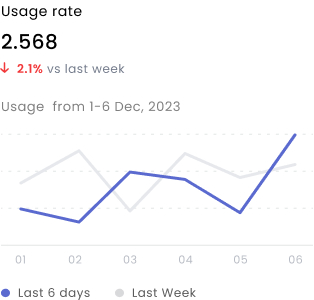 Usage rate
2.568
↓ 2.1% vs last week
Usage from 1-6 Dec, 2023
01 02 03 04 05 06
Last 6 days Last Week